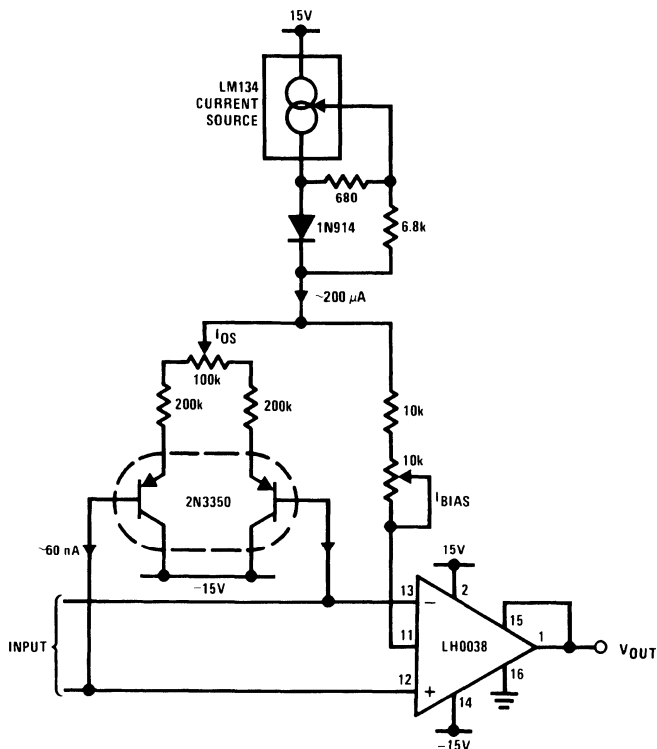 15V
LM134
CURRENT
SOURCE
680
1N914
6.8k
~200 µA
IOS
100k
200k
200k
10k
10k
IBIAS
2N3350
~60 nA
-15V
15V
13
-
2
15
1
INPUT
11
LH0038
VOUT
12
+
14
16
-15V